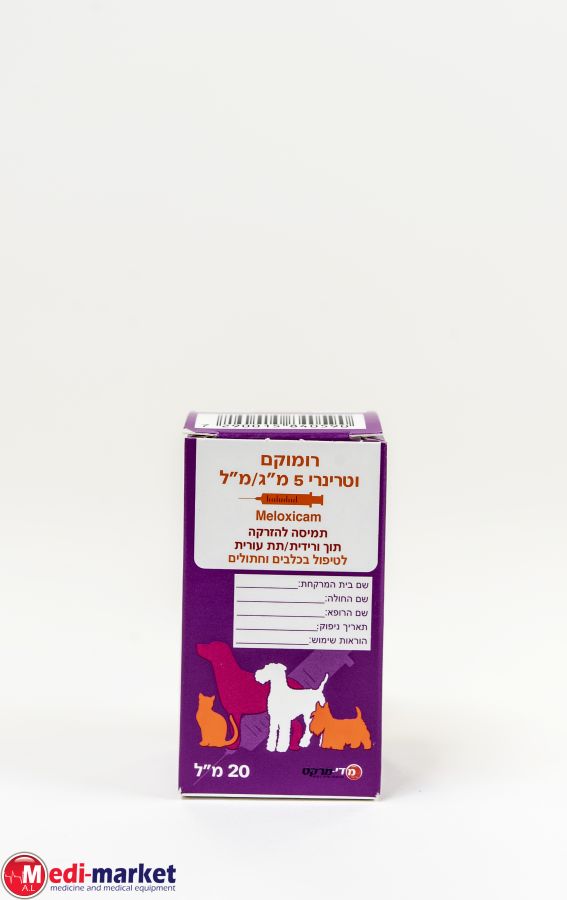 רומוקם
וטרינרי 5 מ״ג/מ״ל
Meloxicam
תמיסה להזרקה
תוך ורידית/תת עורית
לטיפול בכלבים וחתולים
שם בית המרקחת:
שם החולה:
שם הרופא:
תאריך ניפוק:
הוראות שימוש:
20 מ״ל
מדי-מרקט
Medi-market
A.L
medicine and medical equipment